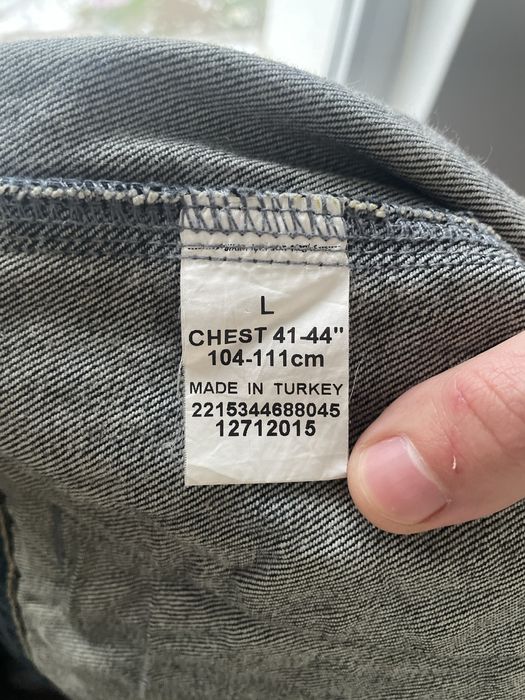 L
CHEST 41-44"
104-111cm
MADE IN TURKEY
2215344688045
12712015